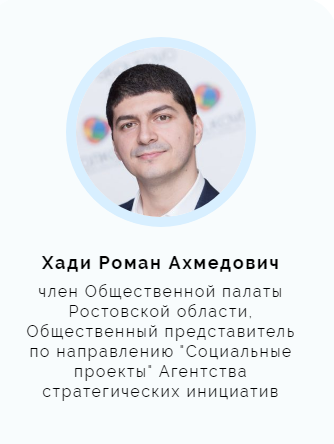 Хади Роман Ахмедович
член Общественной палаты
Ростовской области,
Общественный представитель
по направлению "Социальные
проекты" Агентства
стратегических инициатив